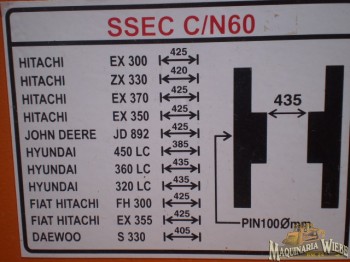 SSEC C/N60
HITACHI EX 300 425
HITACHI ZX 330 420
HITACHI EX 370 425
HITACHI EX 350 425
JOHN DEERE JD 892 425
HYUNDAI 450 LC 385
HYUNDAI 360 LC 435
HYUNDAI 320 LC 435
FIAT HITACHI FH 300 425
FIAT HITACHI EX 355 425
DAEWOO S 330 405
435
PIN100Ømm
MAQUINARIA WIEBE